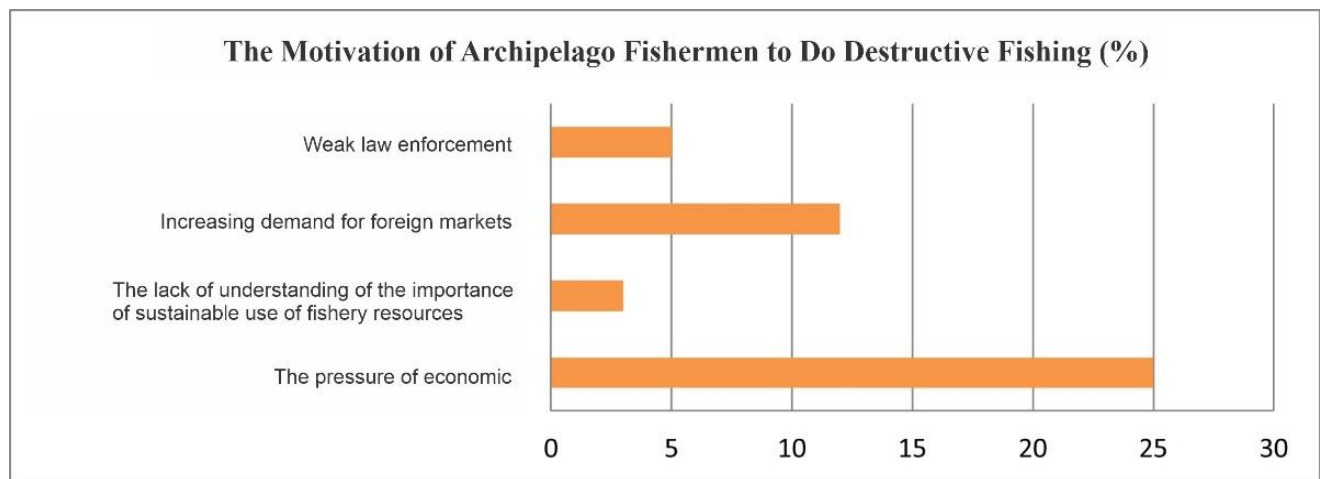 The Motivation of Archipelago Fishermen to Do Destructive Fishing (%)
Weak law enforcement
Increasing demand for foreign markets
The lack of understanding of the importance
of sustainable use of fishery resources
The pressure of economic
0 5 10 15 20 25 30